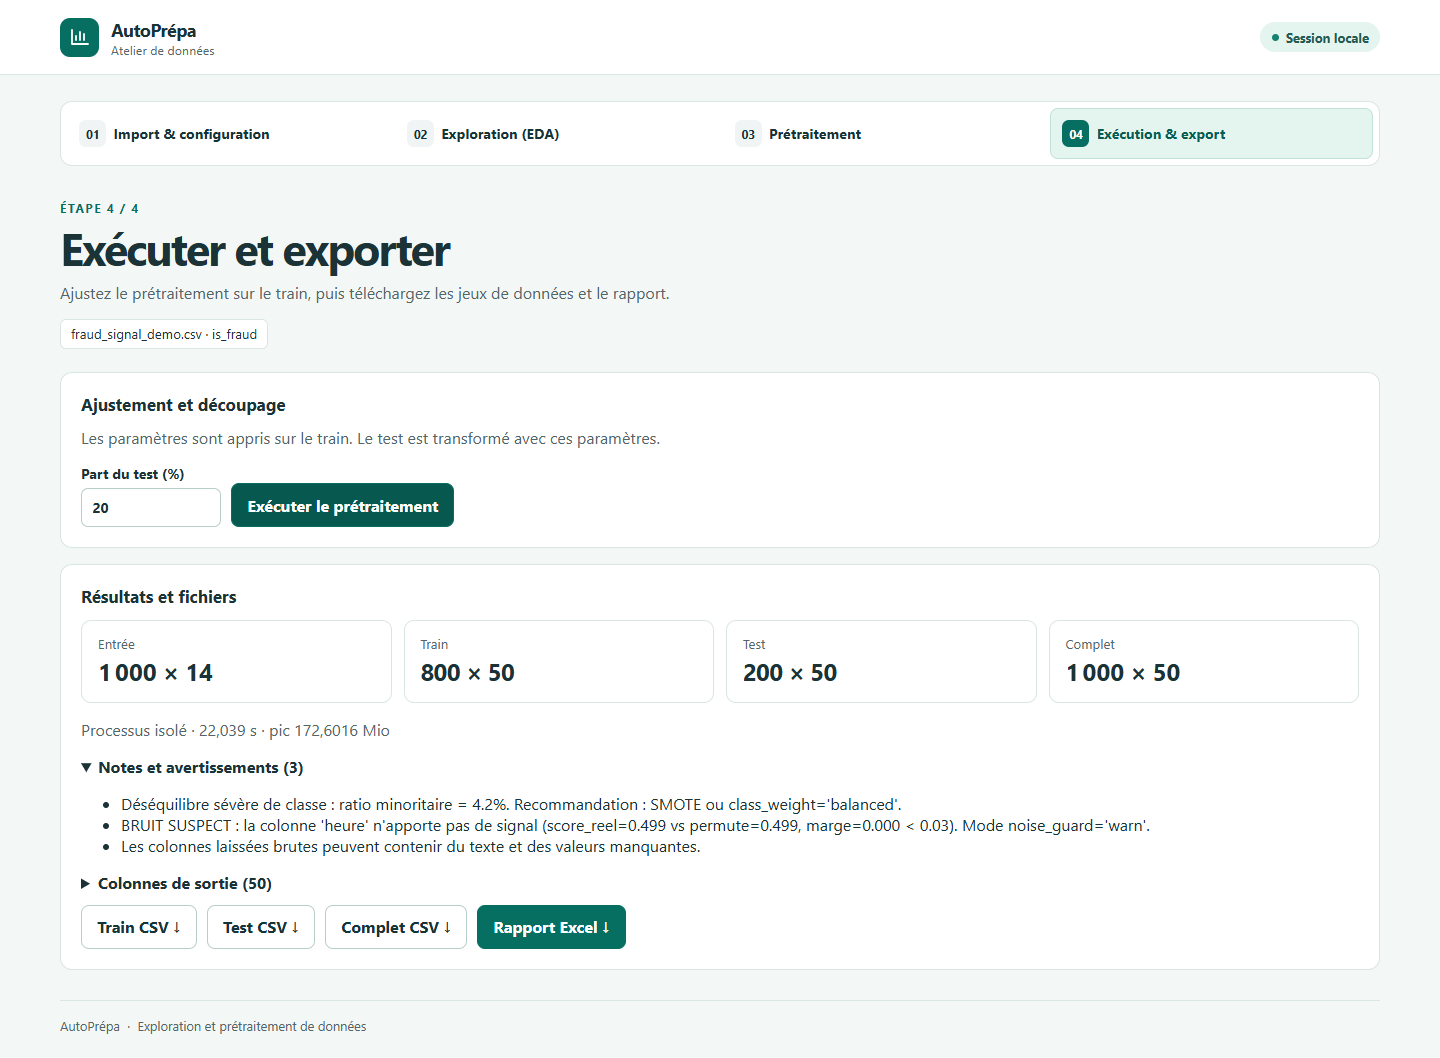 AutoPrépa
Atelier de données
Session locale
01 Import & configuration
02 Exploration (EDA)
03 Prétraitement
04 Exécution & export
ÉTAPE 4 / 4
Exécuter et exporter
Ajustez le prétraitement sur le train, puis téléchargez les jeux de données et le rapport.
fraud_signal_demo.csv · is_fraud
Ajustement et découpage
Les paramètres sont appris sur le train. Le test est transformé avec ces paramètres.
Part du test (%)
20
Exécuter le prétraitement
Résultats et fichiers
Entrée
1 000 × 14
Train
800 × 50
Test
200 × 50
Complet
1 000 × 50
Processus isolé · 22,039 s · pic 172,6016 Mio
▼ Notes et avertissements (3)
• Déséquilibre sévère de classe : ratio minoritaire = 4.2%. Recommandation : SMOTE ou class_weight='balanced'.
• BRUIT SUSPECT : la colonne 'heure' n'apporte pas de signal (score_reel=0.499 vs permute=0.499, marge=0.000 < 0.03). Mode noise_guard='warn'.
• Les colonnes laissées brutes peuvent contenir du texte et des valeurs manquantes.
▶ Colonnes de sortie (50)
Train CSV ↓
Test CSV ↓
Complet CSV ↓
Rapport Excel ↓
AutoPrépa · Exploration et prétraitement de données